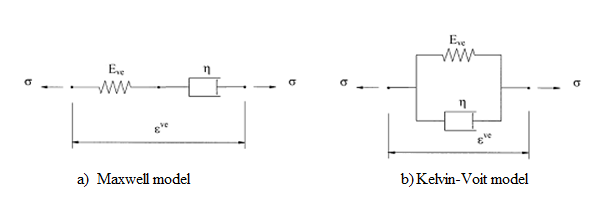 E_ve η
σ σ
ε^ve
a) Maxwell model
E_ve
σ σ
η
ε^ve
b) Kelvin-Voit model